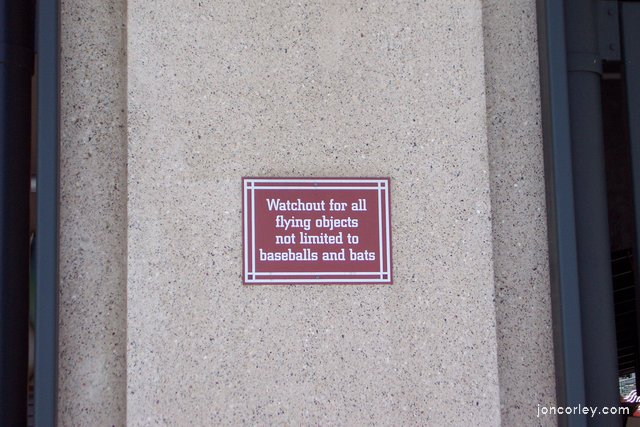 Watchout for all
flying objects
not limited to
baseballs and bats
joncorley.com